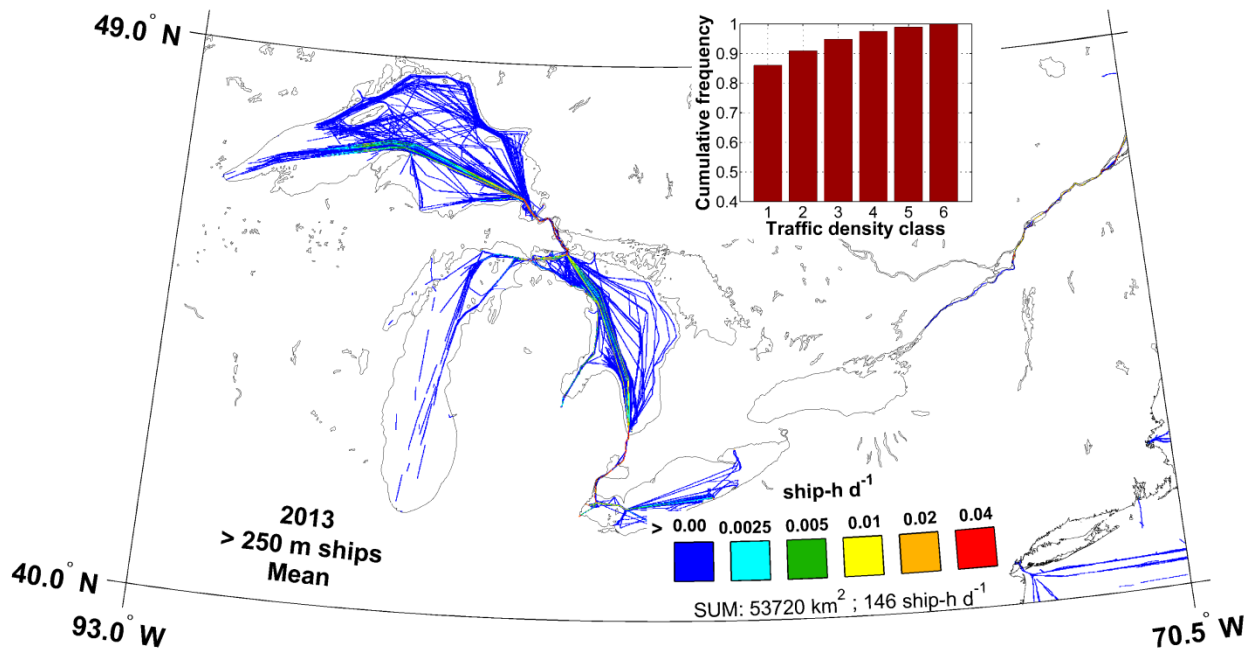 49.0° N
1
0.9
0.8
0.7
0.6
0.5
0.4
Cumulative frequency
1 2 3 4 5 6
Traffic density class
ship-h d⁻¹
> 0.00 0.0025 0.005 0.01 0.02 0.04
2013
> 250 m ships
Mean
SUM: 53720 km² ; 146 ship-h d⁻¹
40.0° N
93.0° W
70.5° W